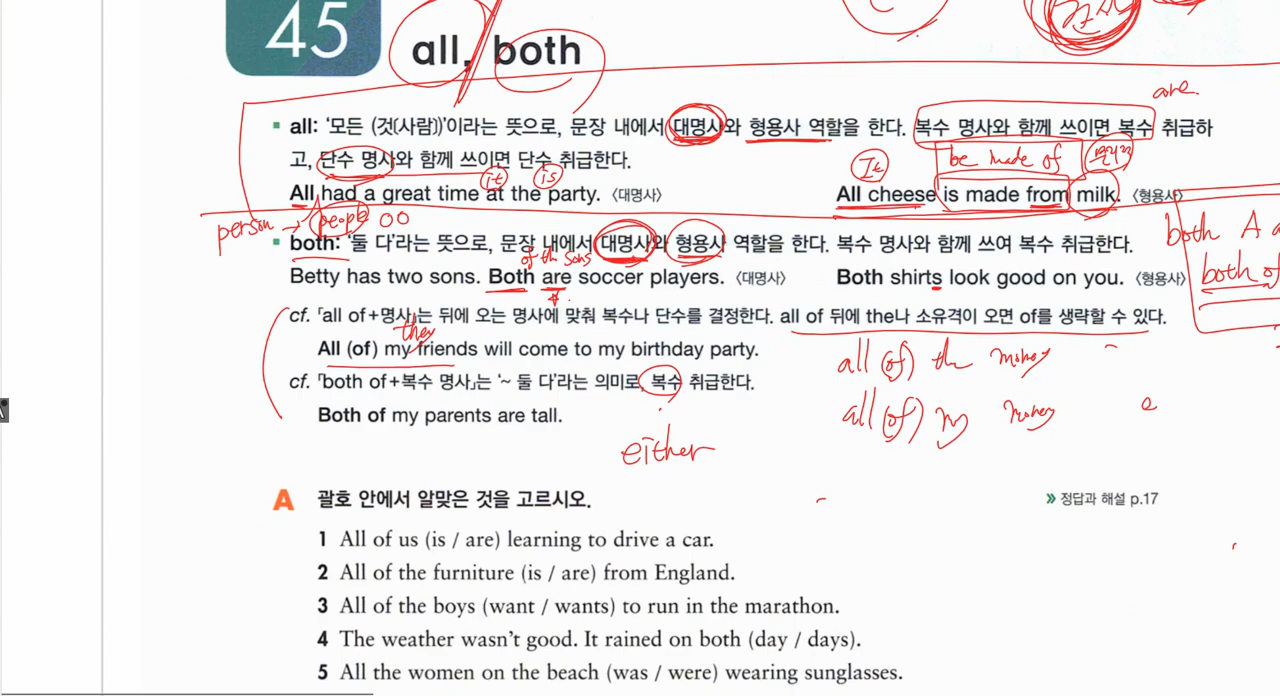 45
all, both
are.
all: '모든 (것(사람))'이라는 뜻으로, 문장 내에서 대명사와 형용사 역할을 한다. 복수 명사와 함께 쓰이면 복수 취급하
고, 단수 명사와 함께 쓰이면 단수 취급한다.
It be made of
it is
All had a great time at the party. <대명사> All cheese is made from milk. <형용사>
person → people
both: '둘 다'라는 뜻으로, 문장 내에서 대명사와 형용사 역할을 한다. 복수 명사와 함께 쓰여 복수 취급한다.
both A
of the sons
Betty has two sons. Both are soccer players. <대명사> Both shirts look good on you. <형용사>
both of
cf. 「all of+명사」는 뒤에 오는 명사에 맞춰 복수나 단수를 결정한다. all of 뒤에 the나 소유격이 오면 of를 생략할 수 있다.
they
All (of) my friends will come to my birthday party.
all (of) the money
cf. 「both of+복수 명사」는 '~ 둘 다'라는 의미로 복수 취급한다.
Both of my parents are tall.
all (of) my money
either
A 괄호 안에서 알맞은 것을 고르시오. » 정답과 해설 p.17
1 All of us (is / are) learning to drive a car.
2 All of the furniture (is / are) from England.
3 All of the boys (want / wants) to run in the marathon.
4 The weather wasn't good. It rained on both (day / days).
5 All the women on the beach (was / were) wearing sunglasses.